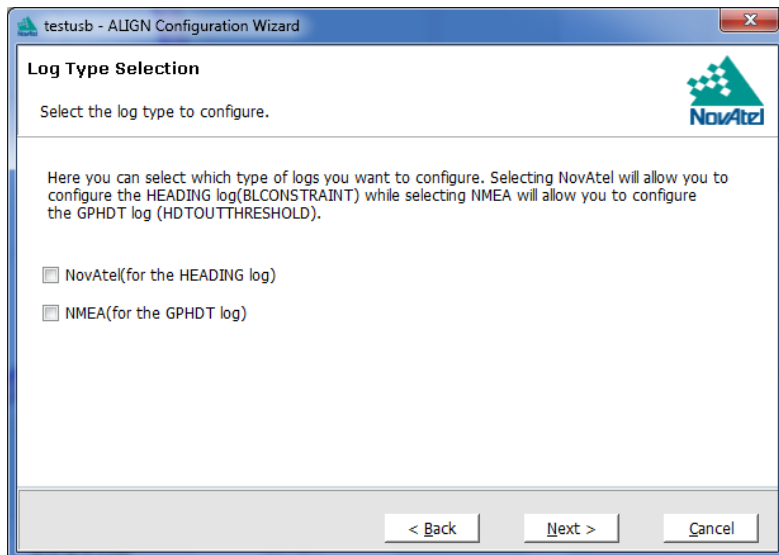 testusb - ALIGN Configuration Wizard
Log Type Selection
Select the log type to configure.
NovAtel
Here you can select which type of logs you want to configure. Selecting NovAtel will allow you to
configure the HEADING log(BLCONSTRAINT) while selecting NMEA will allow you to configure
the GPHDT log (HDTOUTTHRESHOLD).
NovAtel(for the HEADING log)
NMEA(for the GPHDT log)
< Back Next > Cancel